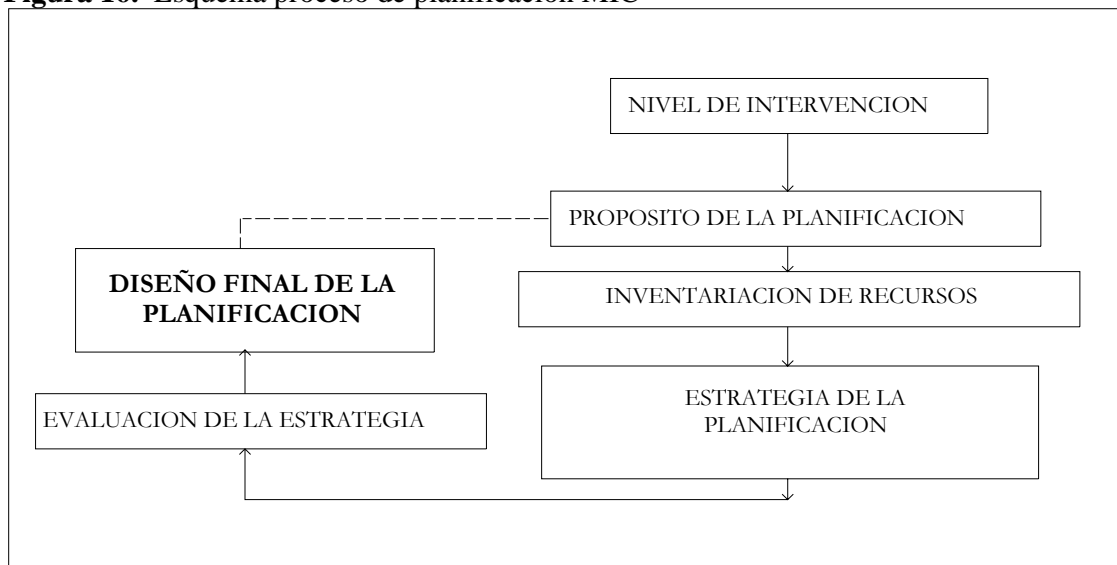 Figura 16. Esquema proceso de planificación MIC
NIVEL DE INTERVENCION
PROPOSITO DE LA PLANIFICACION
INVENTARIACION DE RECURSOS
ESTRATEGIA DE LA
PLANIFICACION
EVALUACION DE LA ESTRATEGIA
DISEÑO FINAL DE LA
PLANIFICACION